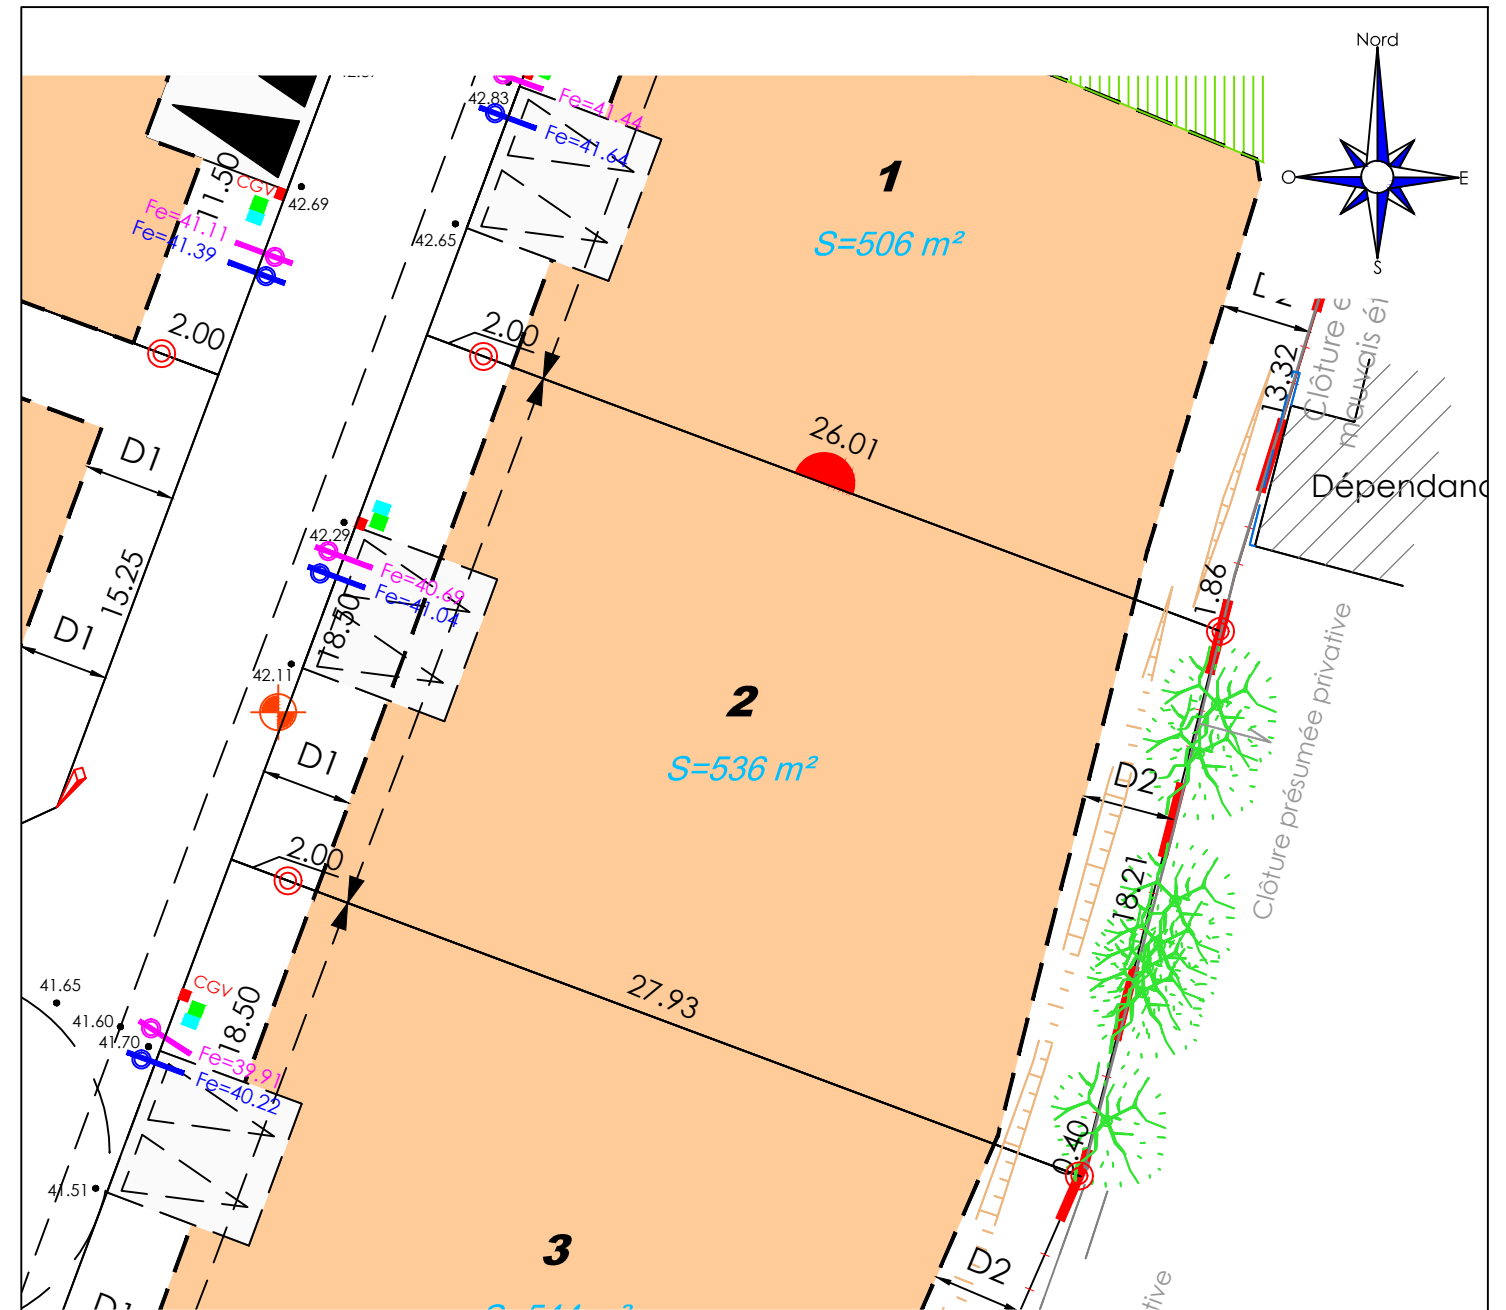 Nord
O
E
S
42.83
Fe=41.44
Fe=41.64
1
S=506 m²
11.50
CGV
42.69
Fe=41.11
Fe=41.39
42.65
2.00
2.00
13.32
mauvais
Clôture
Dépendanc
26.01
D1
42.29
Fe=40.69
Fe=41.04
18.50
15.25
D1
1.86
42.11
2
S=536 m²
D1
D2
Clôture présumée privative
2.00
18.21
41.65
CGV
41.60
41.70
18.50
27.93
Fe=39.91
Fe=40.22
0.40
41.51
3
D2
D1